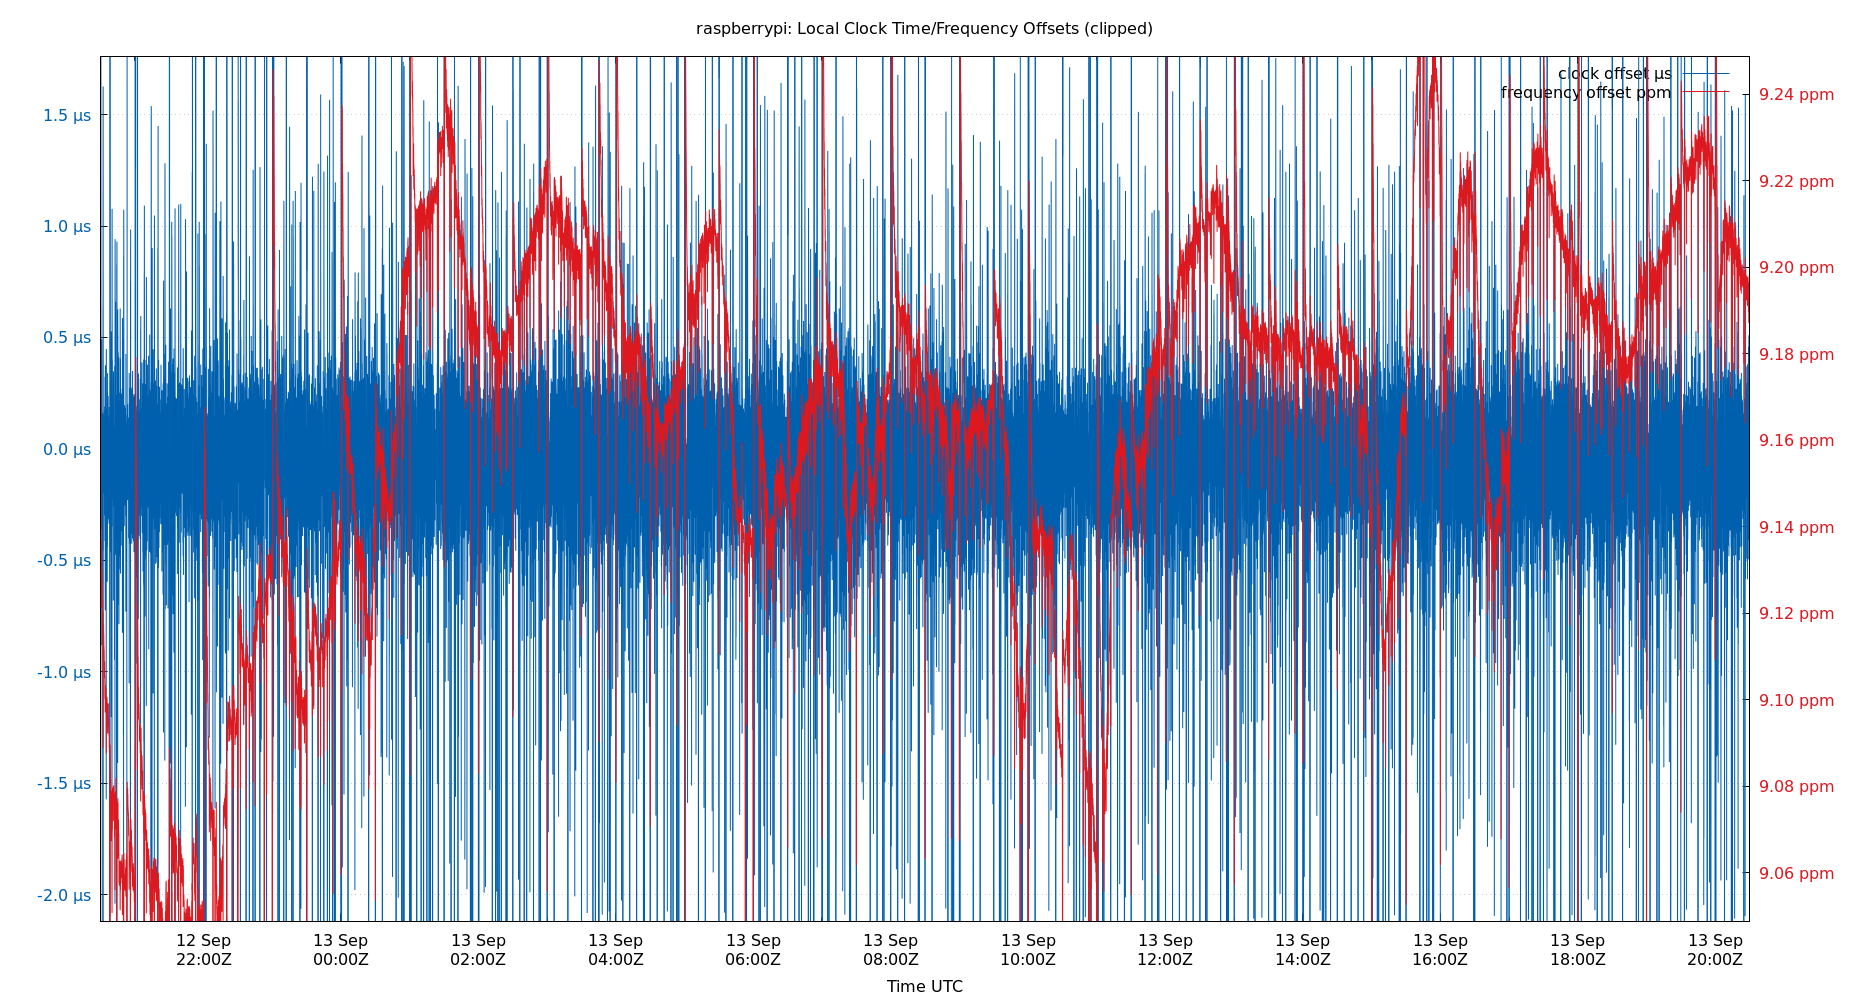 raspberrypi: Local Clock Time/Frequency Offsets (clipped)
clock offset µs
frequency offset ppm
1.5 µs
1.0 µs
0.5 µs
0.0 µs
-0.5 µs
-1.0 µs
-1.5 µs
-2.0 µs
9.24 ppm
9.22 ppm
9.20 ppm
9.18 ppm
9.16 ppm
9.14 ppm
9.12 ppm
9.10 ppm
9.08 ppm
9.06 ppm
12 Sep 13 Sep 13 Sep 13 Sep 13 Sep 13 Sep 13 Sep 13 Sep 13 Sep 13 Sep 13 Sep 13 Sep
22:00Z 00:00Z 02:00Z 04:00Z 06:00Z 08:00Z 10:00Z 12:00Z 14:00Z 16:00Z 18:00Z 20:00Z
Time UTC